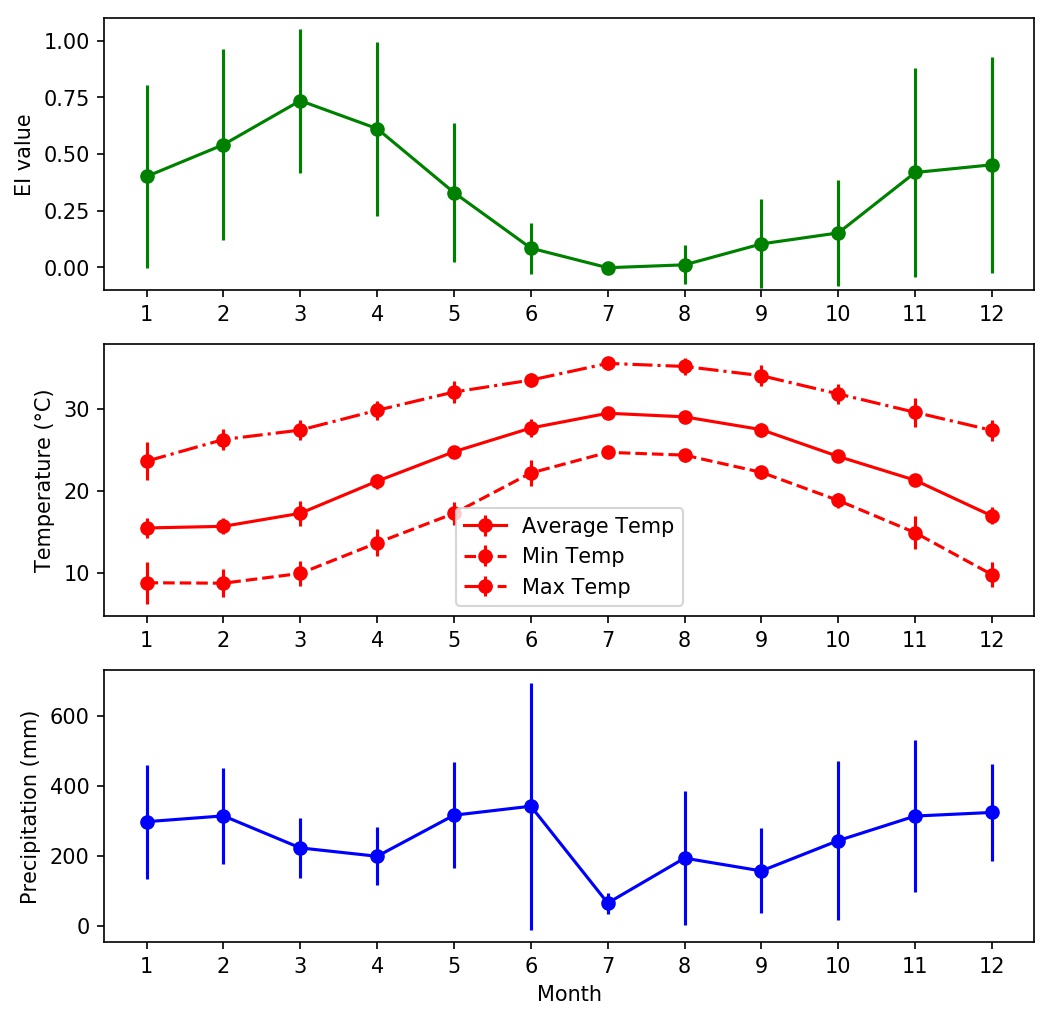 1.00
0.75
0.50
0.25
0.00
EI value
1 2 3 4 5 6 7 8 9 10 11 12
30
20
10
Temperature (°C)
Average Temp
Min Temp
Max Temp
1 2 3 4 5 6 7 8 9 10 11 12
600
400
200
0
Precipitation (mm)
1 2 3 4 5 6 7 8 9 10 11 12
Month